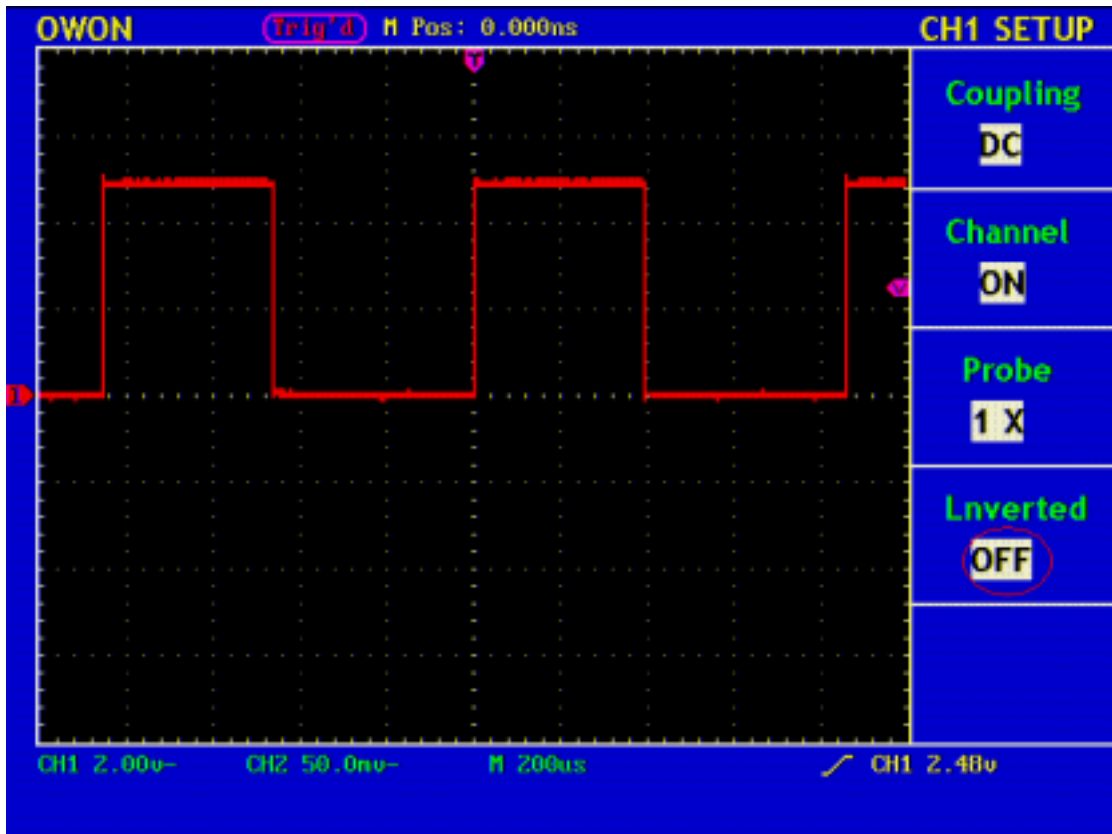 OWON Trig'd M Pos: 0.000ns CH1 SETUP
T
Coupling
DC
Channel
ON
1
Probe
1 X
Lnverted
OFF
CH1 2.00v- CH2 50.0mv- M 200us CH1 2.48v